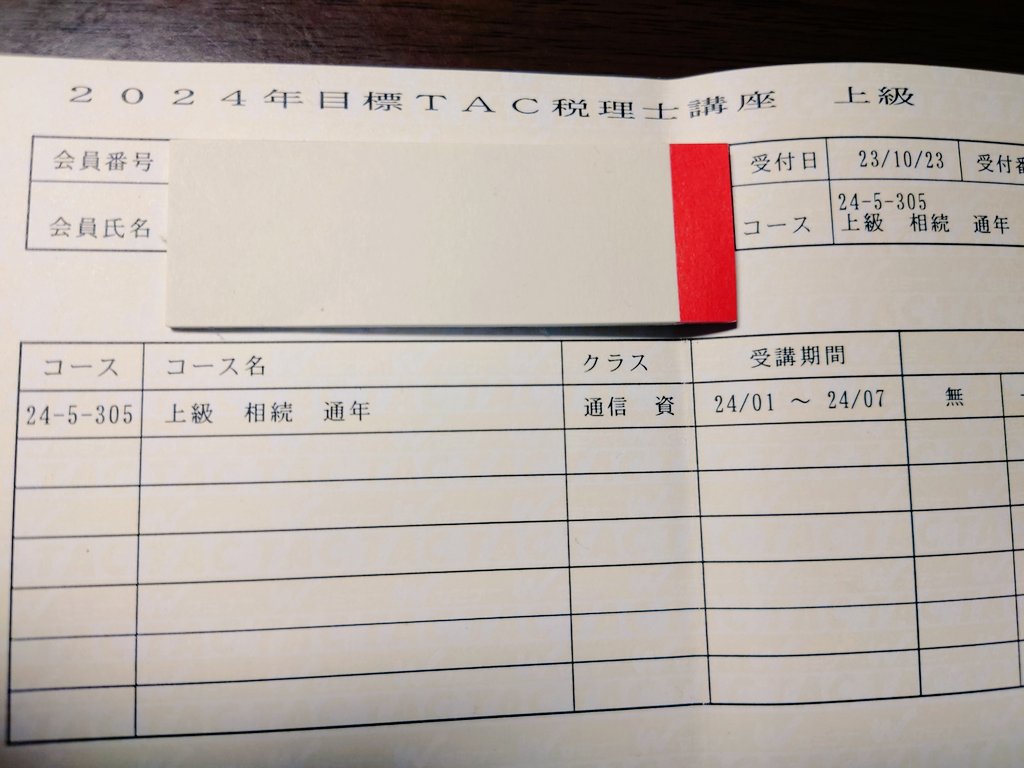 2024年目標TAC税理士講座 上級
会員番号
会員氏名
受付日 23/10/23 受付
コース 24-5-305
上級 相続 通年
コース コース名 クラス 受講期間
24-5-305 上級 相続 通年 通信 資 24/01 ～ 24/07 無